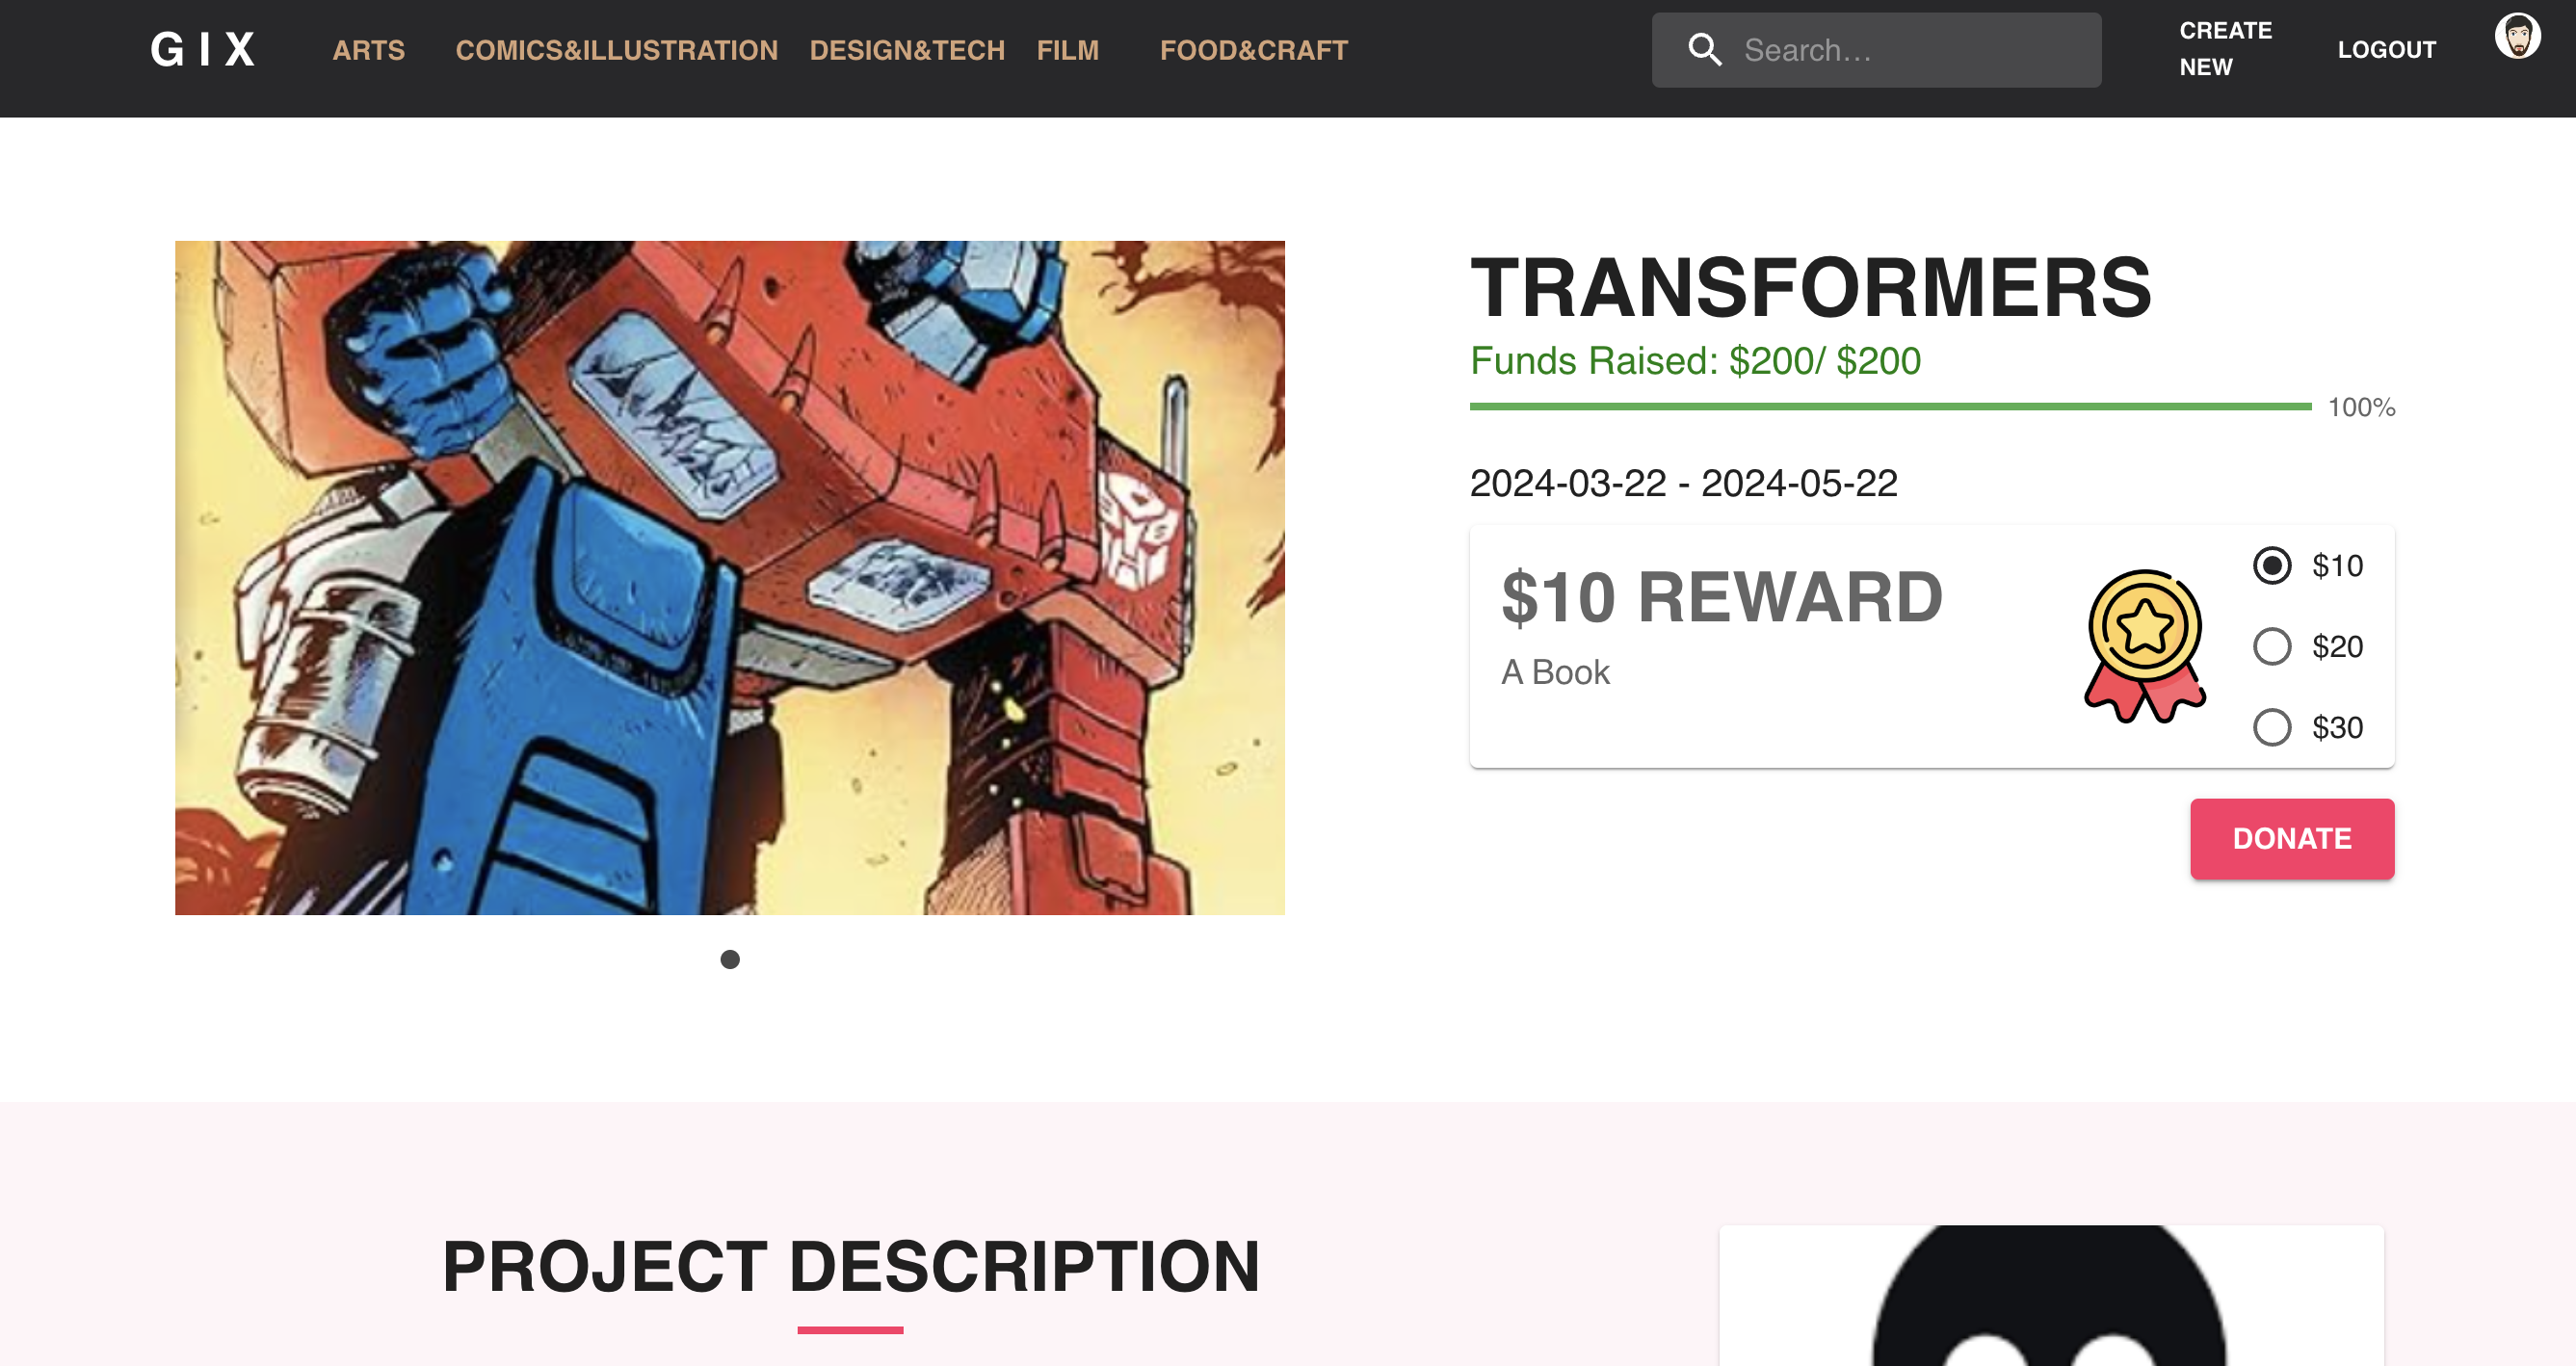 G I X
ARTS
COMICS&ILLUSTRATION
DESIGN&TECH
FILM
FOOD&CRAFT
Search…
CREATE
NEW
LOGOUT
TRANSFORMERS
Funds Raised: $200/ $200
100%
2024-03-22 - 2024-05-22
$10 REWARD
A Book
$10
$20
$30
DONATE
PROJECT DESCRIPTION